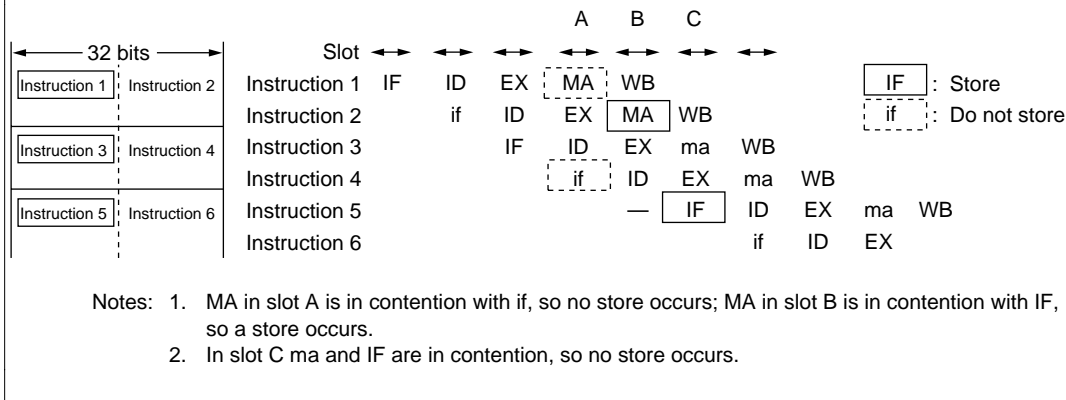 A B C
32 bits Slot
Instruction 1 Instruction 2 Instruction 1 IF ID EX MA WB IF : Store
Instruction 2 if ID EX MA WB if : Do not store
Instruction 3 Instruction 4 Instruction 3 IF ID EX ma WB
Instruction 4 if ID EX ma WB
Instruction 5 Instruction 6 Instruction 5 — IF ID EX ma WB
Instruction 6 if ID EX
Notes: 1. MA in slot A is in contention with if, so no store occurs; MA in slot B is in contention with IF,
so a store occurs.
2. In slot C ma and IF are in contention, so no store occurs.